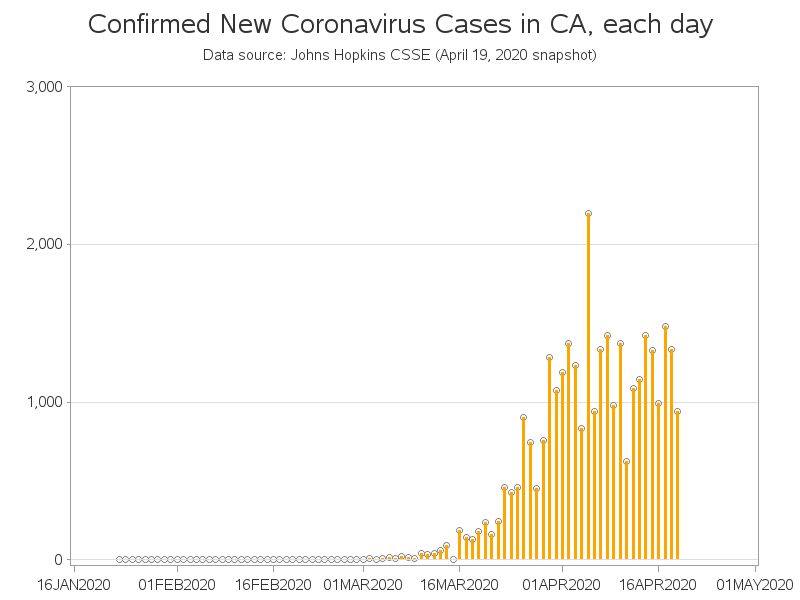 Confirmed New Coronavirus Cases in CA, each day
Data source: Johns Hopkins CSSE (April 19, 2020 snapshot)
3,000
2,000
1,000
0
16JAN2020 01FEB2020 16FEB2020 01MAR2020 16MAR2020 01APR2020 16APR2020 01MAY2020